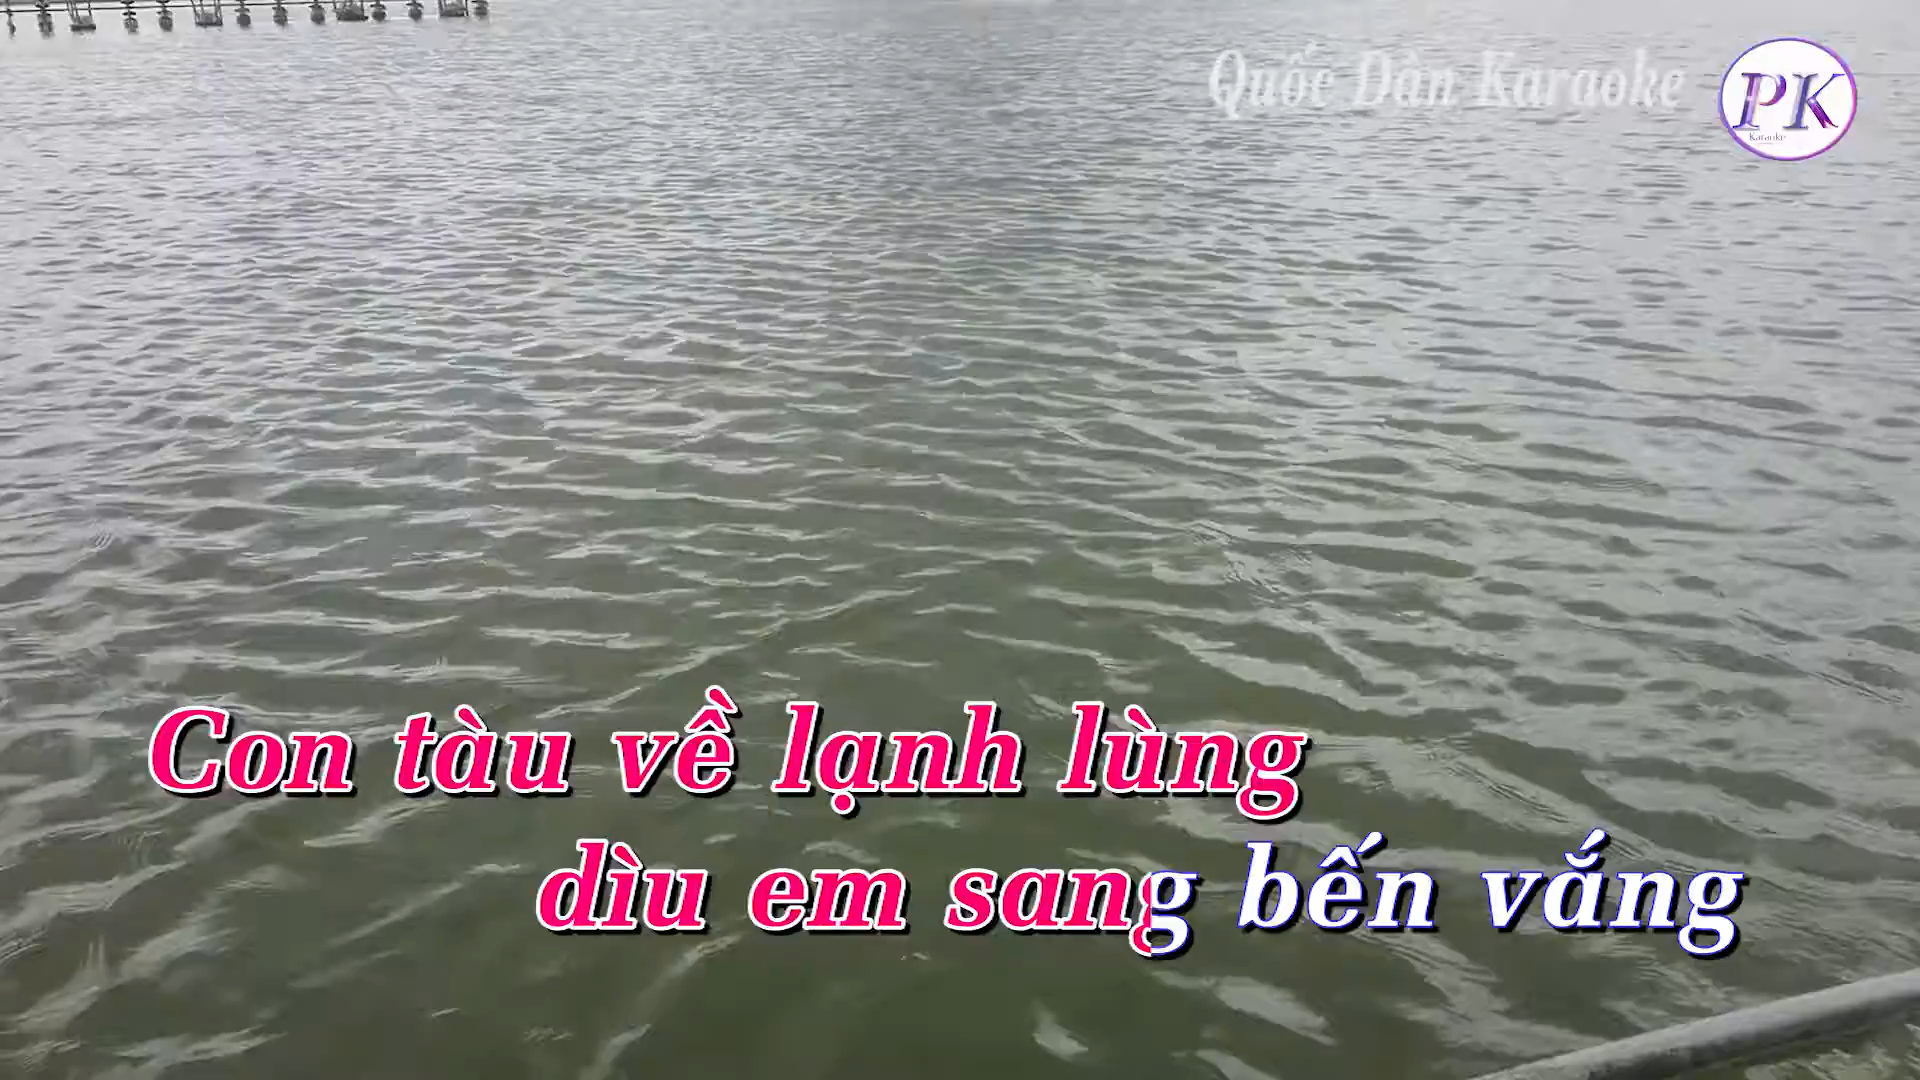 Quốc Dân Karaoke
PK
Karaoke
Con tàu về lạnh lùng
dìu em sang bến vắng